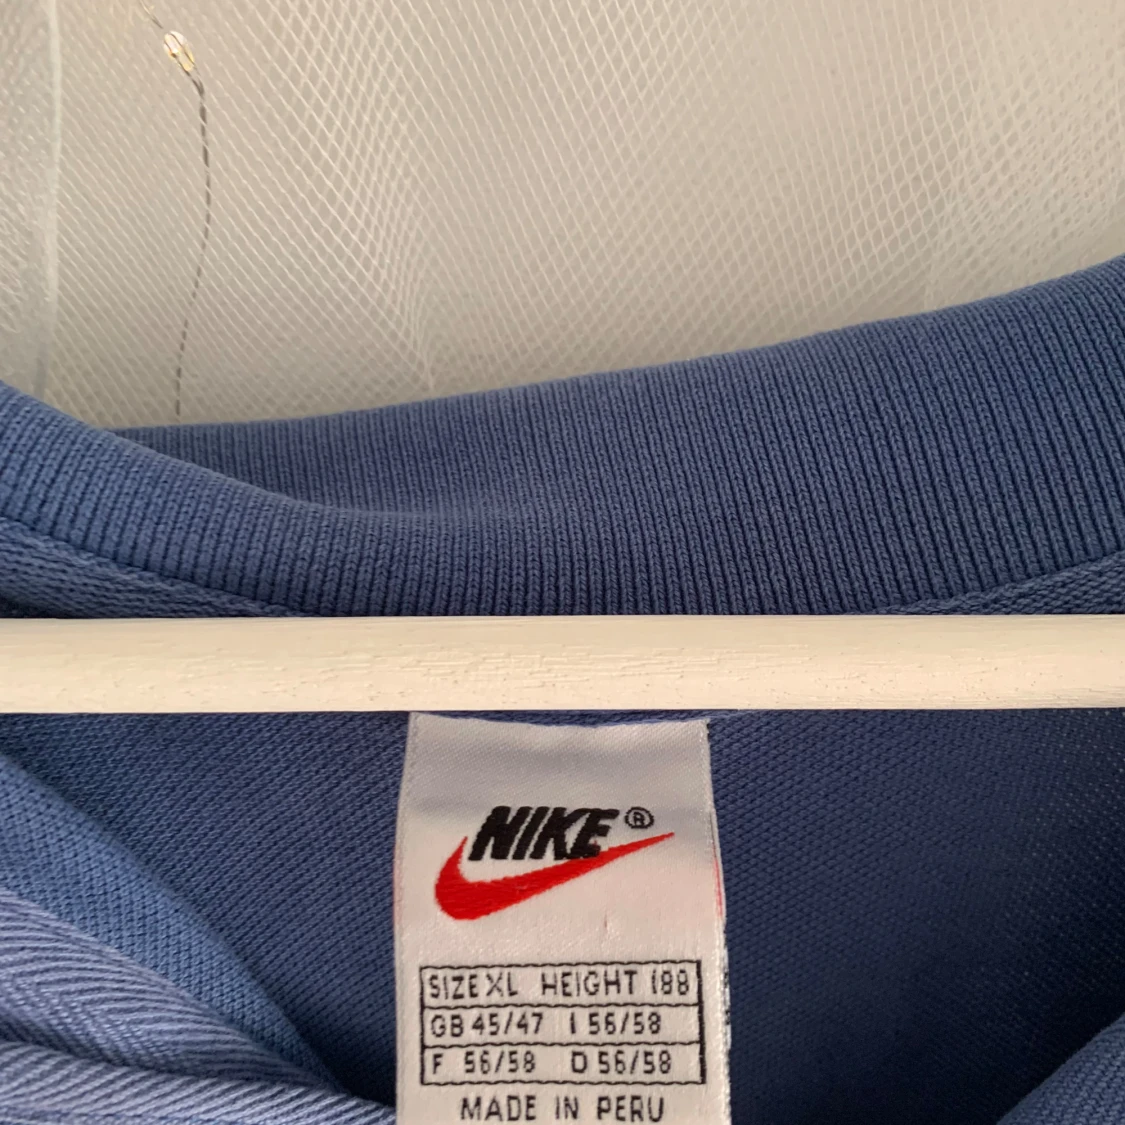 NIKE®
SIZE XL HEIGHT 188
GB 45/47 I 56/58
F 56/58 D 56/58
MADE IN PERU